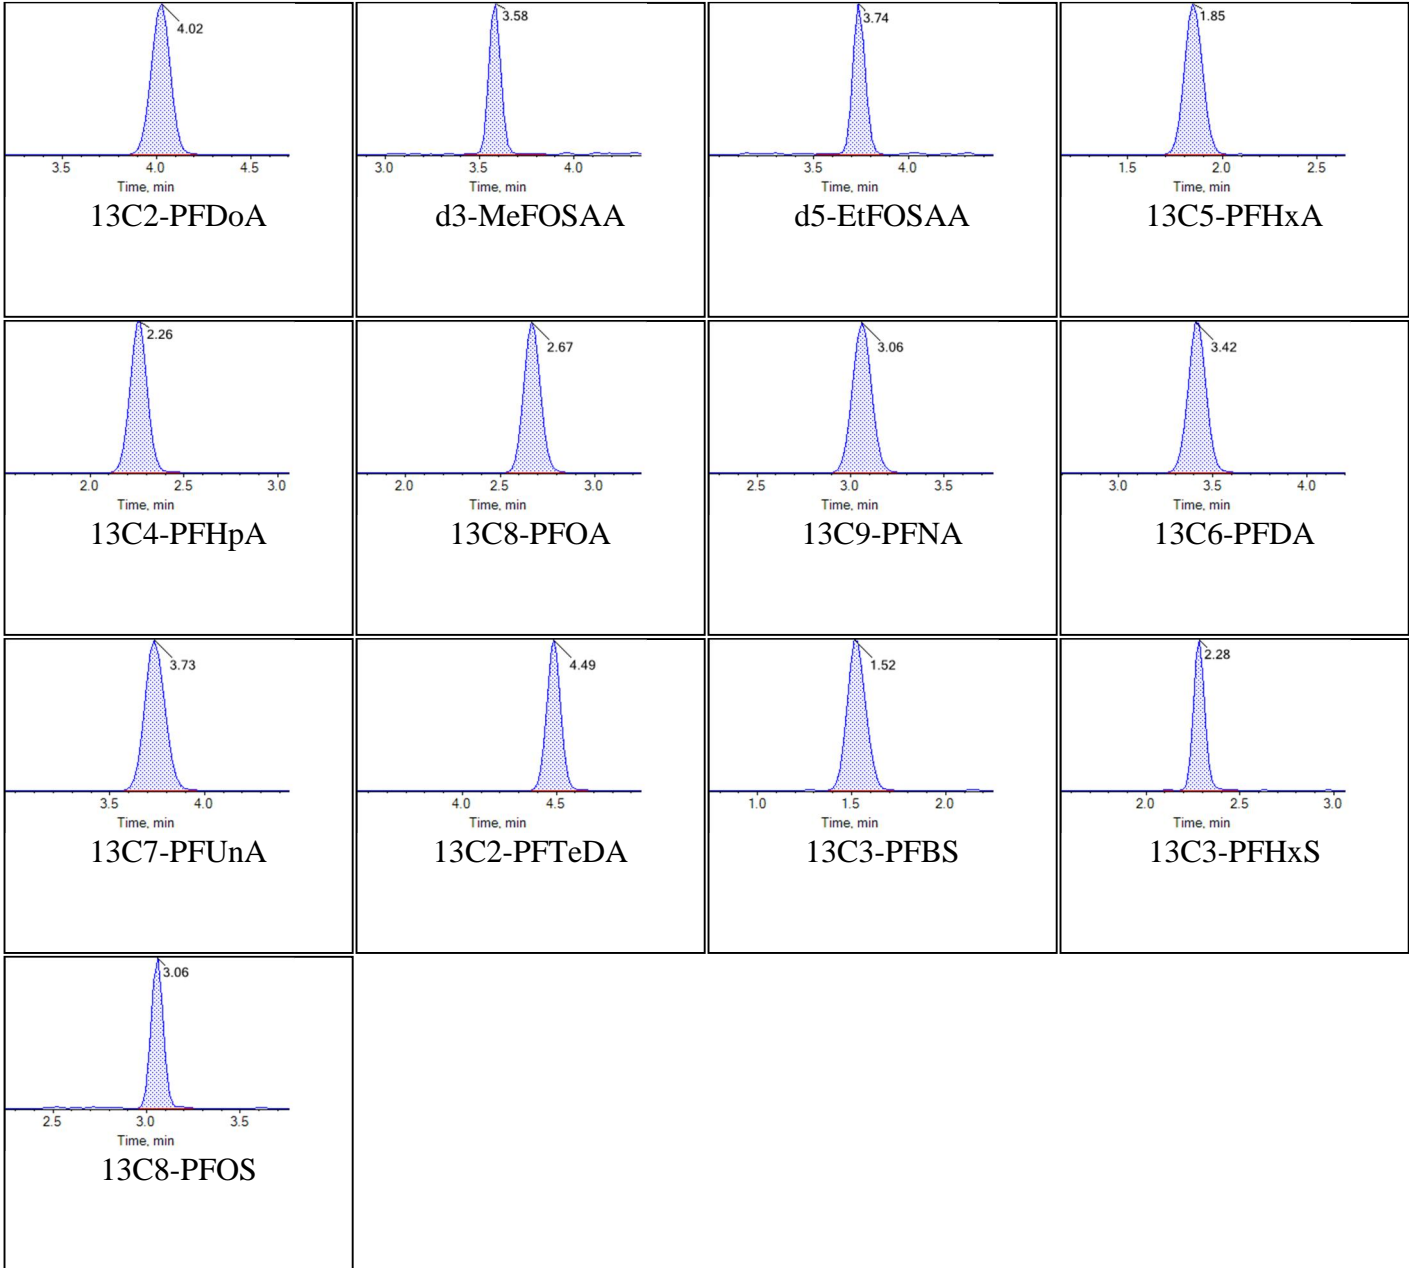 4.02
3.5 4.0 4.5
Time, min
13C2-PFDoA
3.58
3.0 3.5 4.0
Time, min
d3-MeFOSAA
3.74
3.5 4.0
Time, min
d5-EtFOSAA
1.85
1.5 2.0 2.5
Time, min
13C5-PFHxA
2.26
2.0 2.5 3.0
Time, min
13C4-PFHpA
2.67
2.0 2.5 3.0
Time, min
13C8-PFOA
3.06
2.5 3.0 3.5
Time, min
13C9-PFNA
3.42
3.0 3.5 4.0
Time, min
13C6-PFDA
3.73
3.5 4.0
Time, min
13C7-PFUnA
4.49
4.0 4.5
Time, min
13C2-PFTeDA
1.52
1.0 1.5 2.0
Time, min
13C3-PFBS
2.28
2.0 2.5 3.0
Time, min
13C3-PFHxS
3.06
2.5 3.0 3.5
Time, min
13C8-PFOS